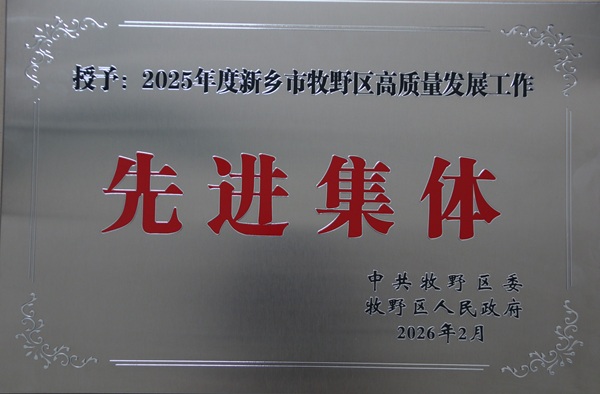 授予：2025年度新乡市牧野区高质量发展工作
先进集体
中共牧野区委
牧野区人民政府
2026年2月